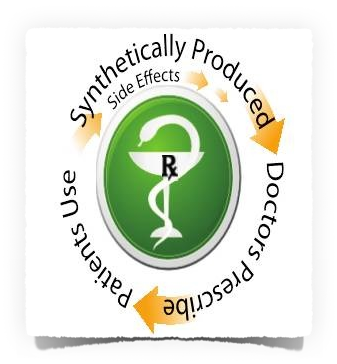 Synthetically Produced
Side Effects
Doctors Prescribe
Patients Use
Rx